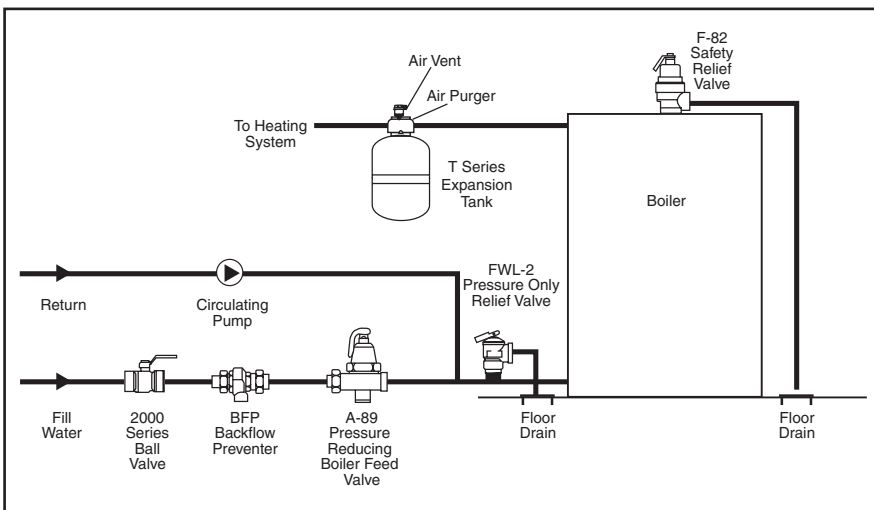 F-82
Safety
Relief
Valve
Air Vent
Air Purger
To Heating
System
T Series
Expansion
Tank
Boiler
FWL-2
Pressure Only
Relief Valve
Return
Circulating
Pump
Fill
Water
2000
Series
Ball
Valve
BFP
Backflow
Preventer
A-89
Pressure
Reducing
Boiler Feed
Valve
Floor
Drain
Floor
Drain